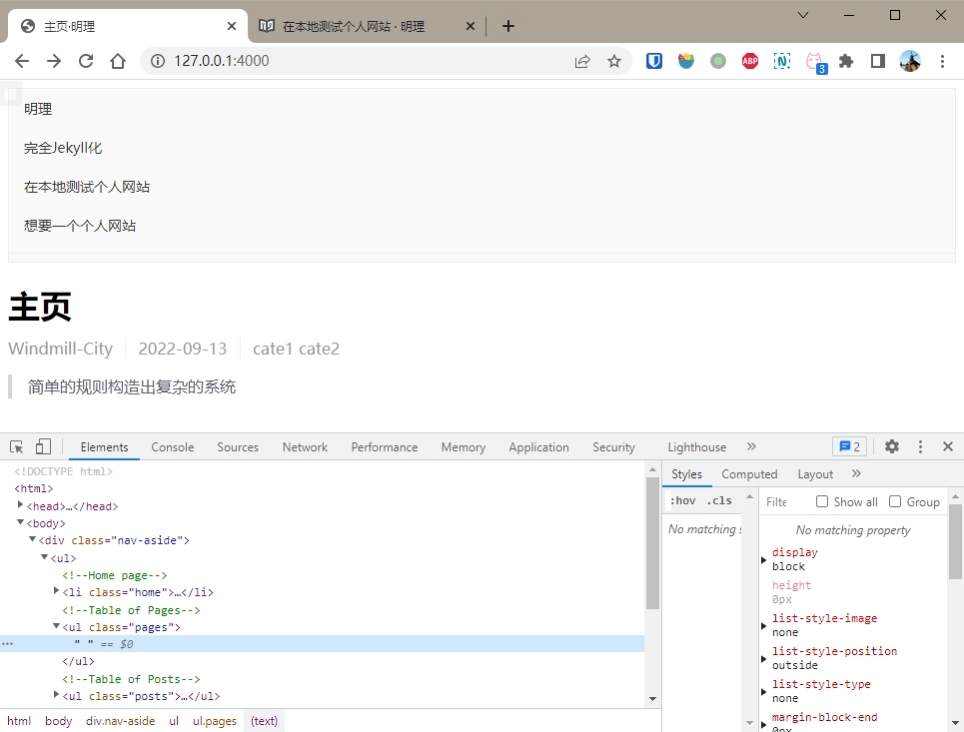 主页·明理
在本地测试个人网站 · 明理
127.0.0.1:4000
ABP
N
3
明理
完全Jekyll化
在本地测试个人网站
想要一个个人网站
主页
Windmill-City 2022-09-13 cate1 cate2
简单的规则构造出复杂的系统
Elements Console Sources Network Performance Memory Application Security Lighthouse » 2
<!DOCTYPE html>
<html>
<head>…</head>
<body>
<div class="nav-aside">
<ul>
<!--Home page-->
<li class="home">…</li>
<!--Table of Pages-->
<ul class="pages">
" " == $0
</ul>
<!--Table of Posts-->
<ul class="posts">…</ul>
html body div.nav-aside ul ul.pages (text)
Styles Computed Layout »
:hov .cls
No matching s
Filte Show all Group
No matching property
display
block
height
0px
list-style-image
none
list-style-position
outside
list-style-type
none
margin-block-end
0px